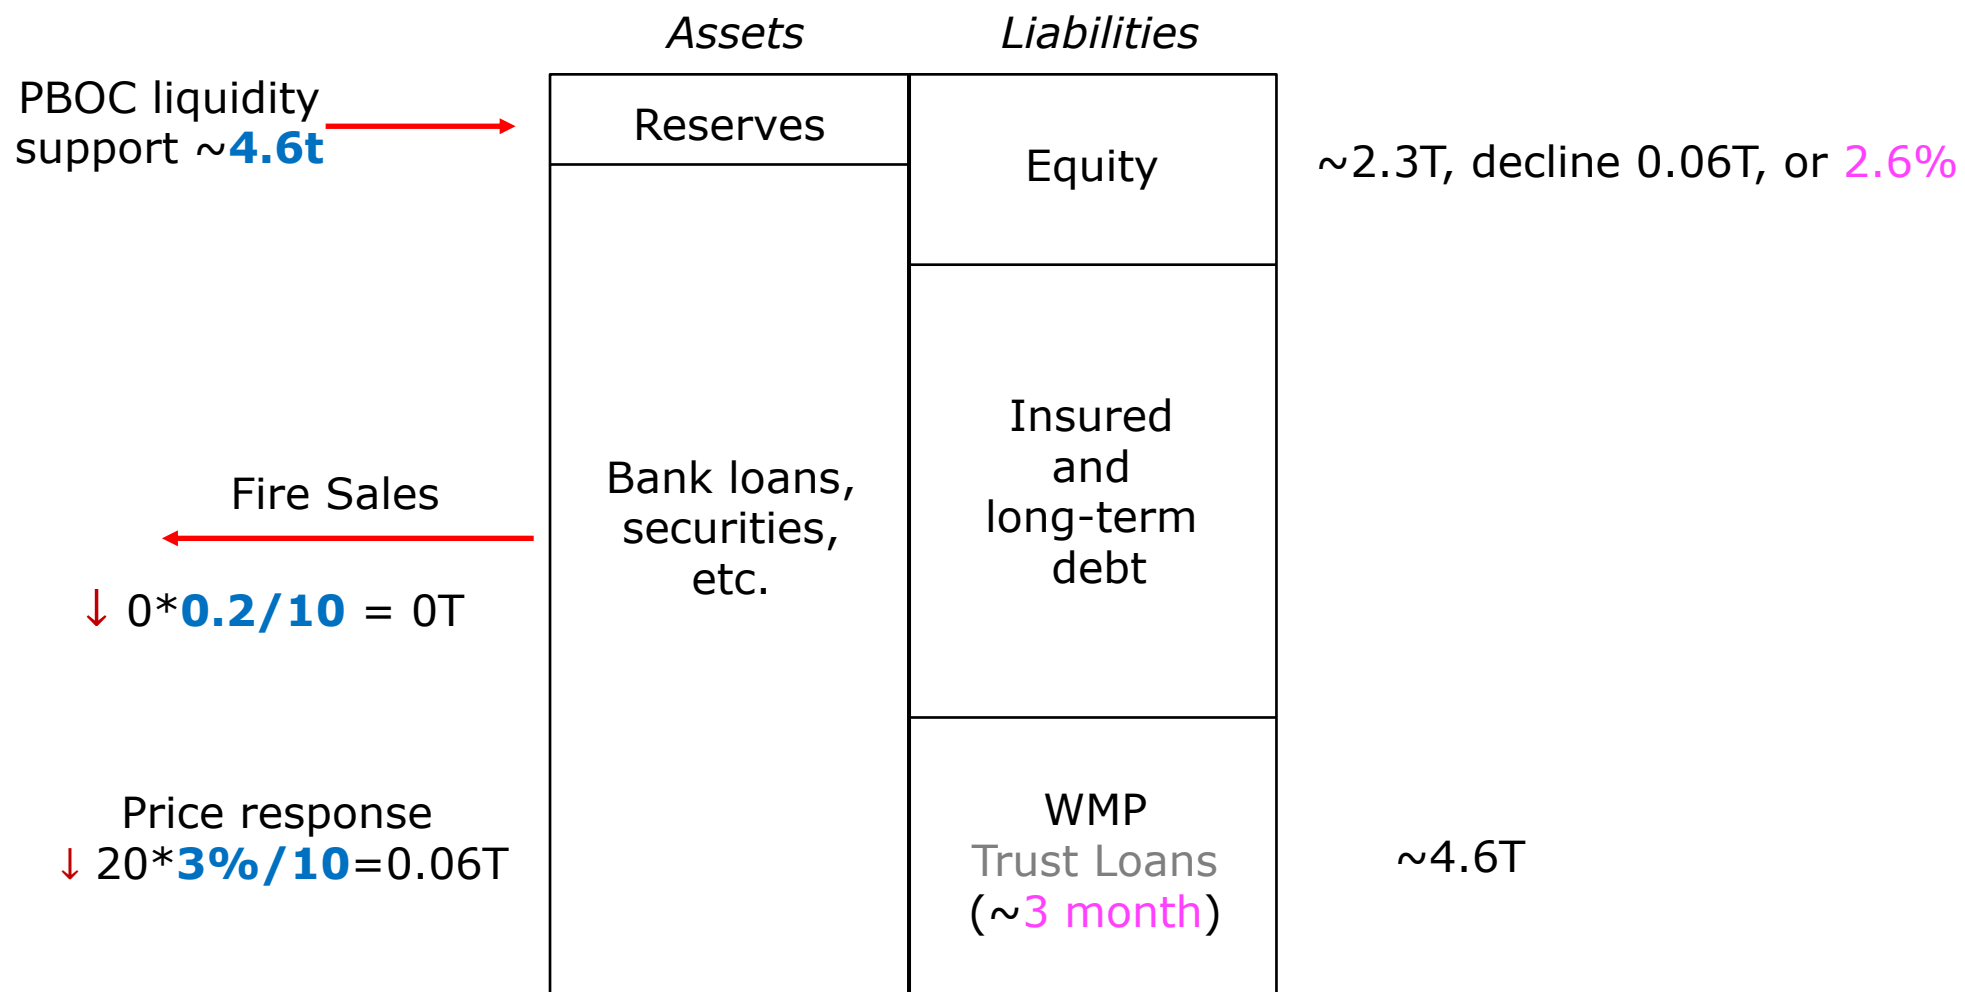 Assets
Liabilities
PBOC liquidity
support ~4.6t
Reserves
Equity
~2.3T, decline 0.06T, or 2.6%
Fire Sales
↓ 0*0.2/10 = 0T
Bank loans,
securities,
etc.
Insured
and
long-term
debt
Price response
↓ 20*3%/10=0.06T
WMP
Trust Loans
(~3 month)
~4.6T